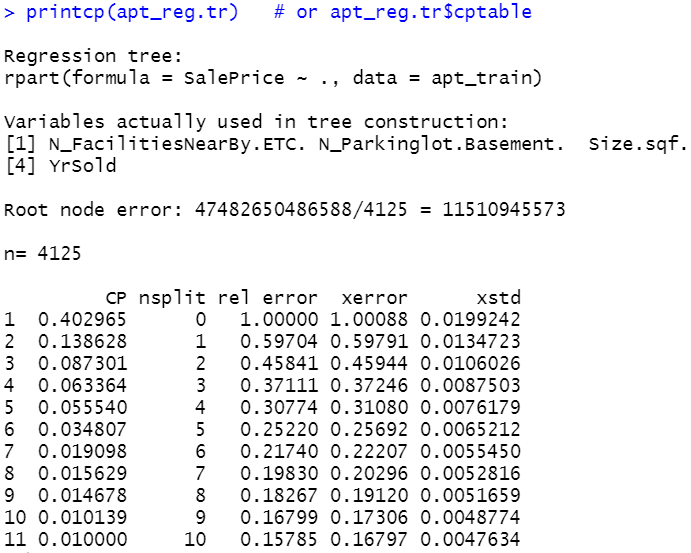 > printcp(apt_reg.tr)   # or apt_reg.tr$cptable
Regression tree:
rpart(formula = SalePrice ~ ., data = apt_train)
Variables actually used in tree construction:
[1] N_FacilitiesNearBy.ETC. N_Parkinglot.Basement.  Size.sqf.
[4] YrSold
Root node error: 47482650486588/4125 = 11510945573
n= 4125
CP nsplit rel error  xerror      xstd
1  0.402965      0   1.00000 1.00088 0.0199242
2  0.138628      1   0.59704 0.59791 0.0134723
3  0.087301      2   0.45841 0.45944 0.0106026
4  0.063364      3   0.37111 0.37246 0.0087503
5  0.055540      4   0.30774 0.31080 0.0076179
6  0.034807      5   0.25220 0.25692 0.0065212
7  0.019098      6   0.21740 0.22207 0.0055450
8  0.015629      7   0.19830 0.20296 0.0052816
9  0.014678      8   0.18267 0.19120 0.0051659
10 0.010139      9   0.16799 0.17306 0.0048774
11 0.010000     10   0.15785 0.16797 0.0047634